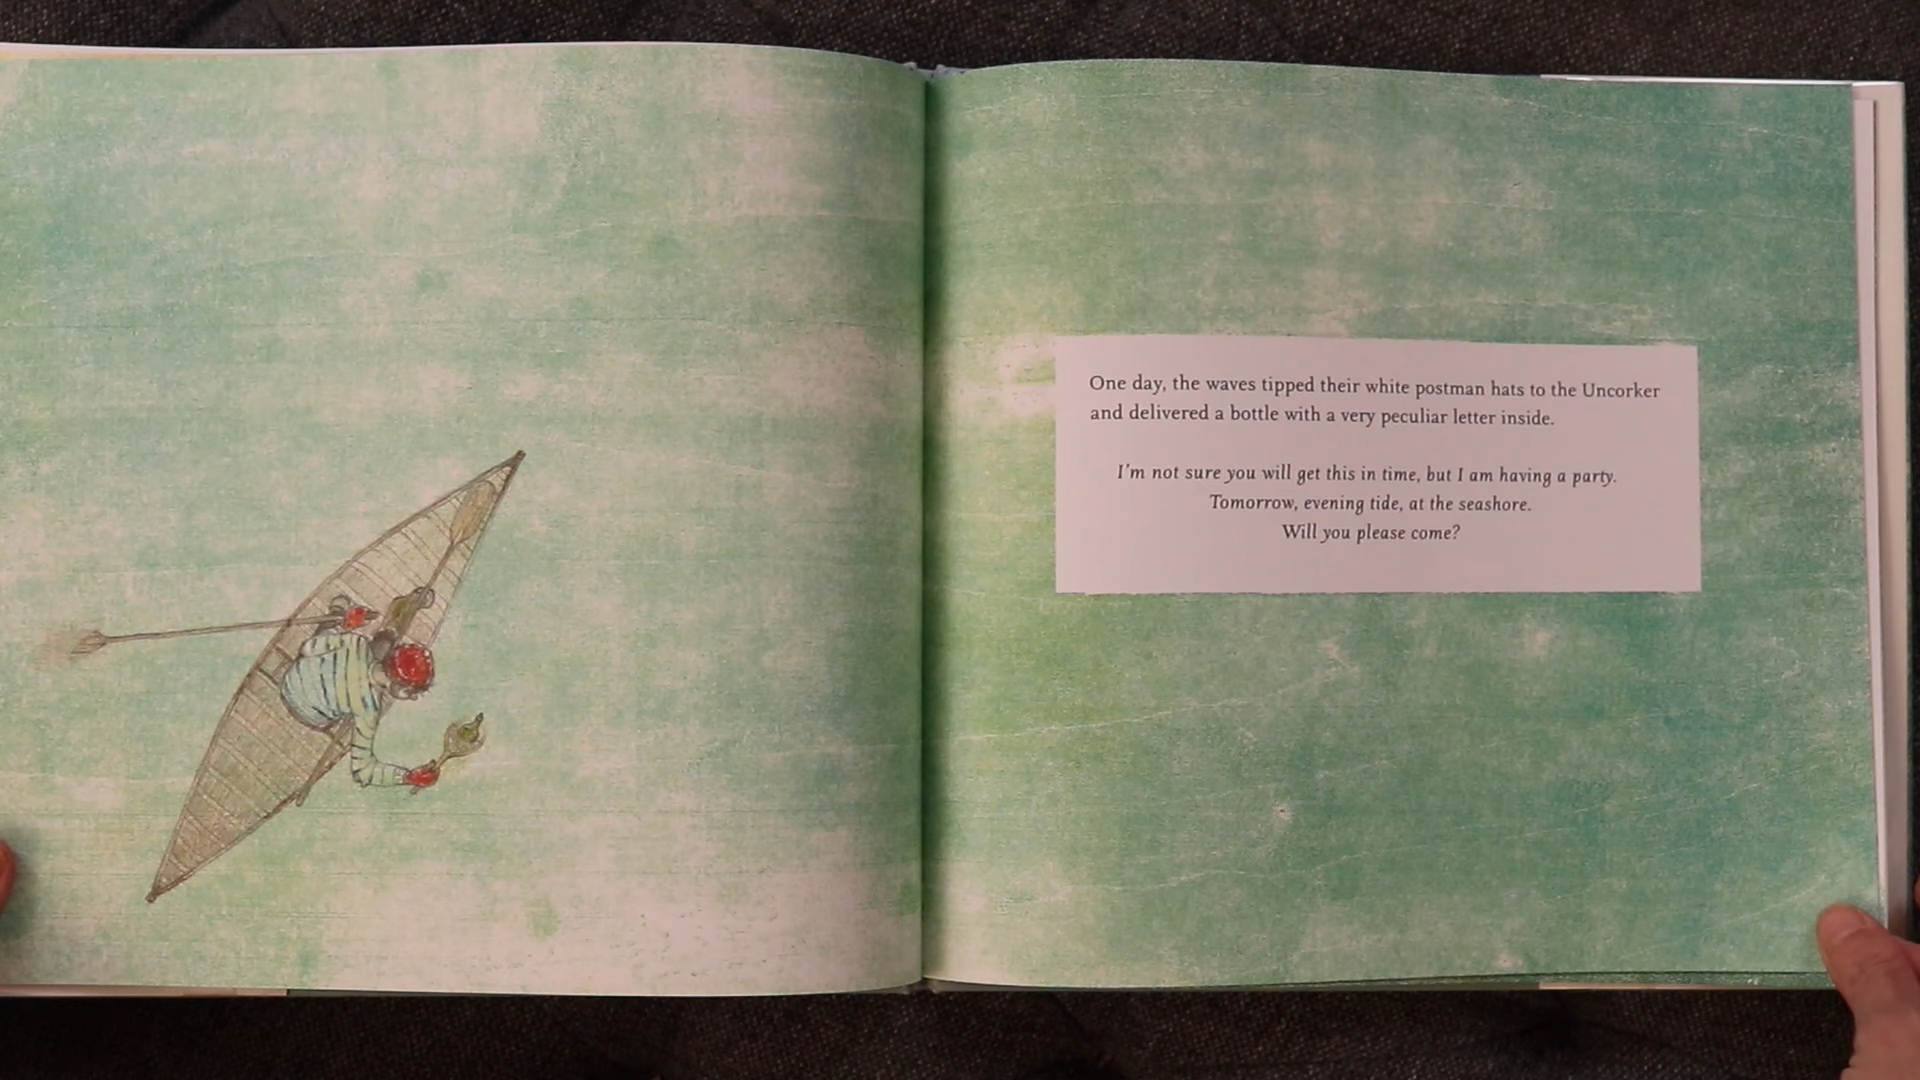 One day, the waves tipped their white postman hats to the Uncorker
and delivered a bottle with a very peculiar letter inside.
I'm not sure you will get this in time, but I am having a party.
Tomorrow, evening tide, at the seashore.
Will you please come?